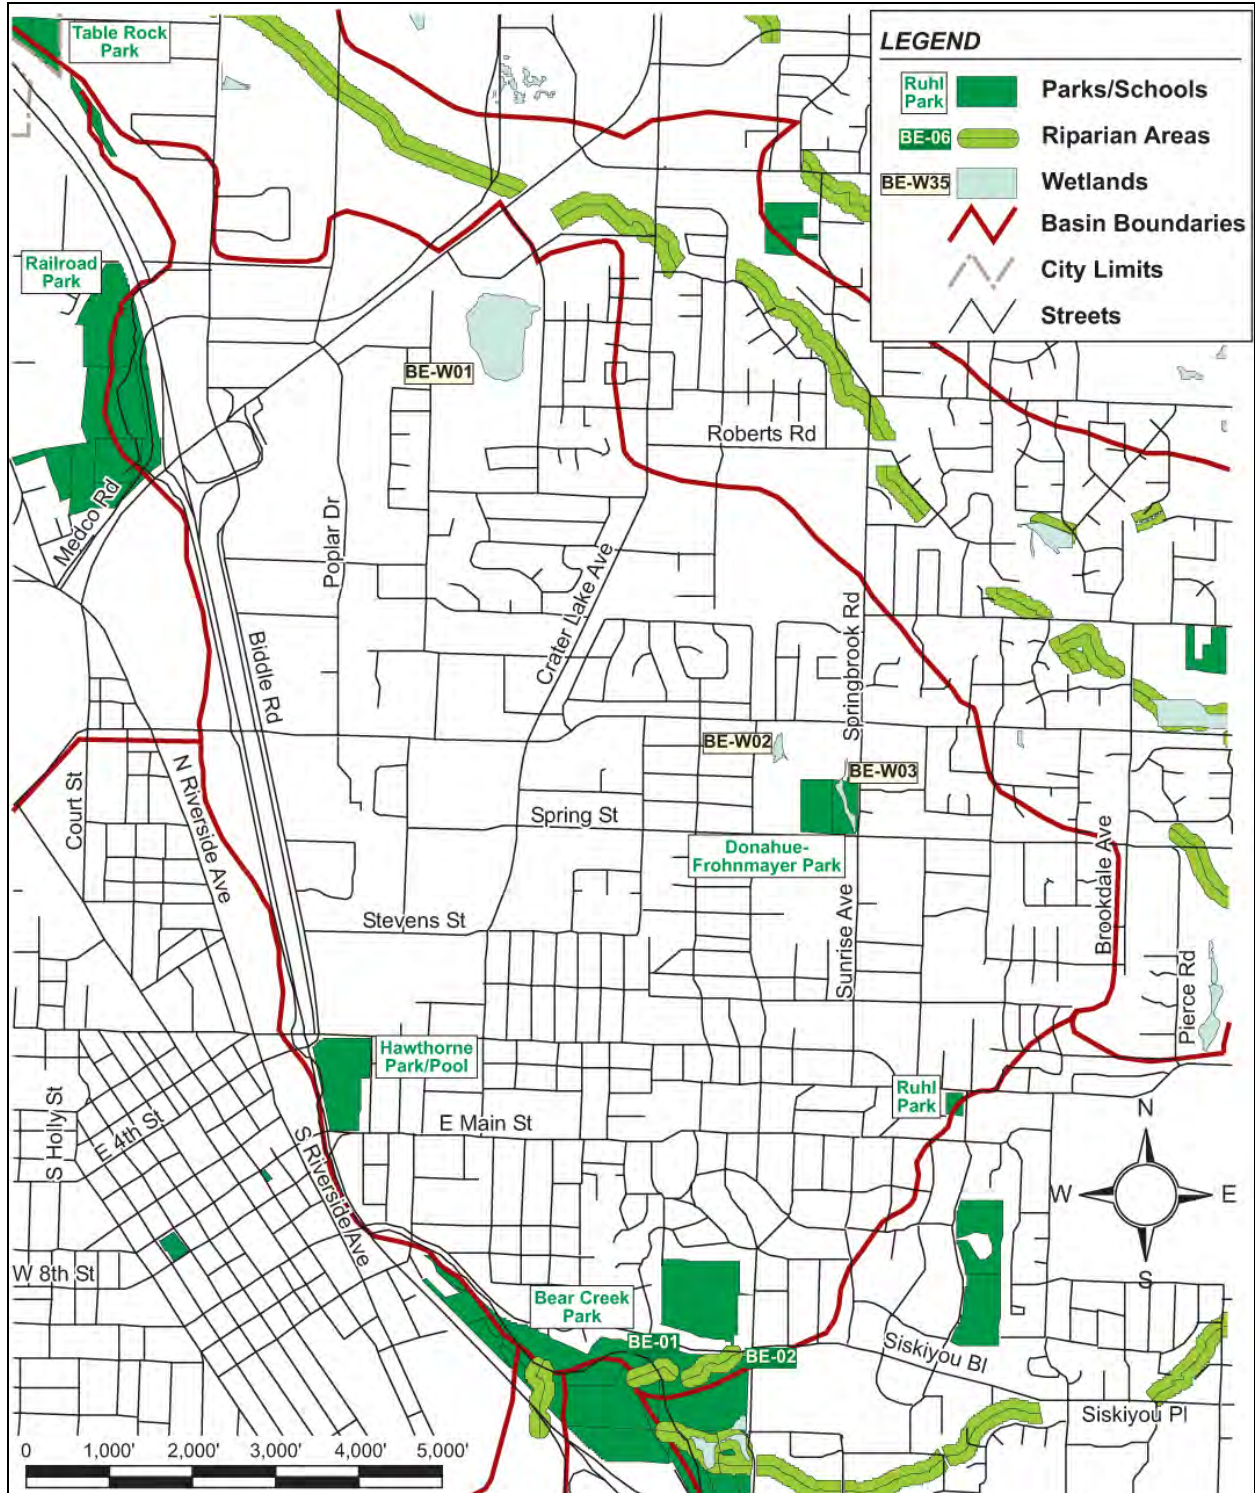 Table Rock
Park
LEGEND
Ruhl
Park
Parks/Schools
BE-06
Riparian Areas
BE-W35
Wetlands
Basin Boundaries
City Limits
Streets
Railroad
Park
BE-W01
Roberts Rd
Medco Rd
Poplar Dr
Crater Lake Ave
Springbrook Rd
Biddle Rd
BE-W02
BE-W03
Court St
N Riverside Ave
Spring St
Donahue-
Frohnmayer Park
Brookdale Ave
Stevens St
Sunrise Ave
Pierce Rd
Hawthorne
Park/Pool
Ruhl
Park
S Holly St
E 4th St
E Main St
S Riverside Ave
N
W
E
S
W 8th St
Bear Creek
Park
BE-01
BE-02
Siskiyou Bl
Siskiyou Pl
0 1,000' 2,000' 3,000' 4,000' 5,000'